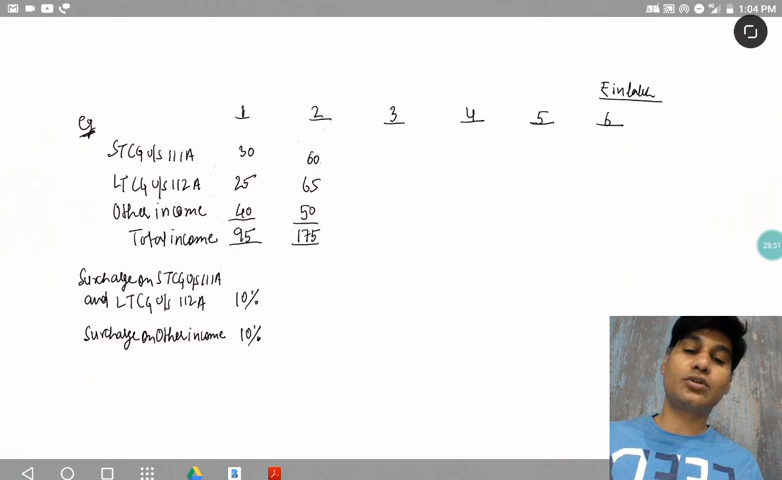 1:04 PM
₹ in lakh
eg 1 2 3 4 5 6
STCG u/s 111A 30 60
LTCG u/s 112A 25 65
Other income 40 50
Total income 95 175
Surcharge on STCG u/s 111A
and LTCG u/s 112A 10%
Surcharge on Other income 10%
28:51